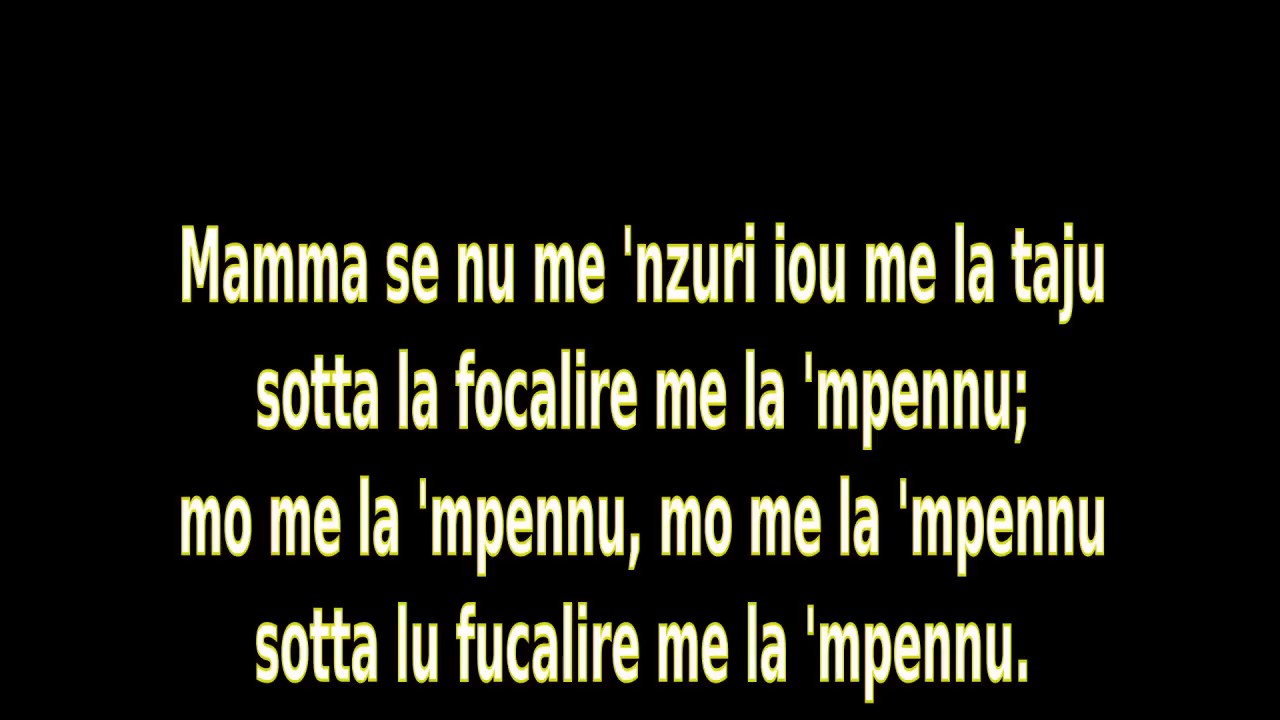 Mamma se nu me 'nzuri iou me la taju
sotta la focalire me la 'mpennu;
mo me la 'mpennu, mo me la 'mpennu
sotta lu fucalire me la 'mpennu.